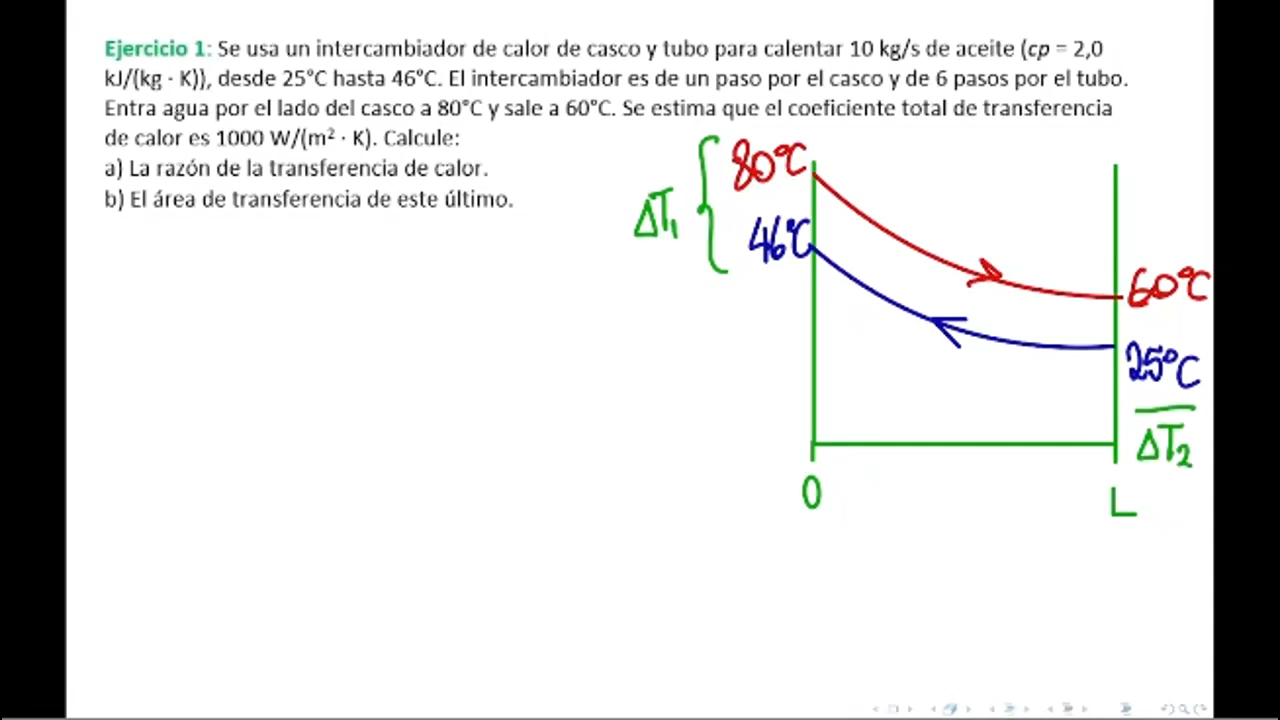 Ejercicio 1: Se usa un intercambiador de calor de casco y tubo para calentar 10 kg/s de aceite (cp = 2,0
kJ/(kg · K)), desde 25°C hasta 46°C. El intercambiador es de un paso por el casco y de 6 pasos por el tubo.
Entra agua por el lado del casco a 80°C y sale a 60°C. Se estima que el coeficiente total de transferencia
de calor es 1000 W/(m² · K). Calcule:
a) La razón de la transferencia de calor.
b) El área de transferencia de este último.
80°C
ΔT₁
46°C
60°C
25°C
ΔT₂
0
L